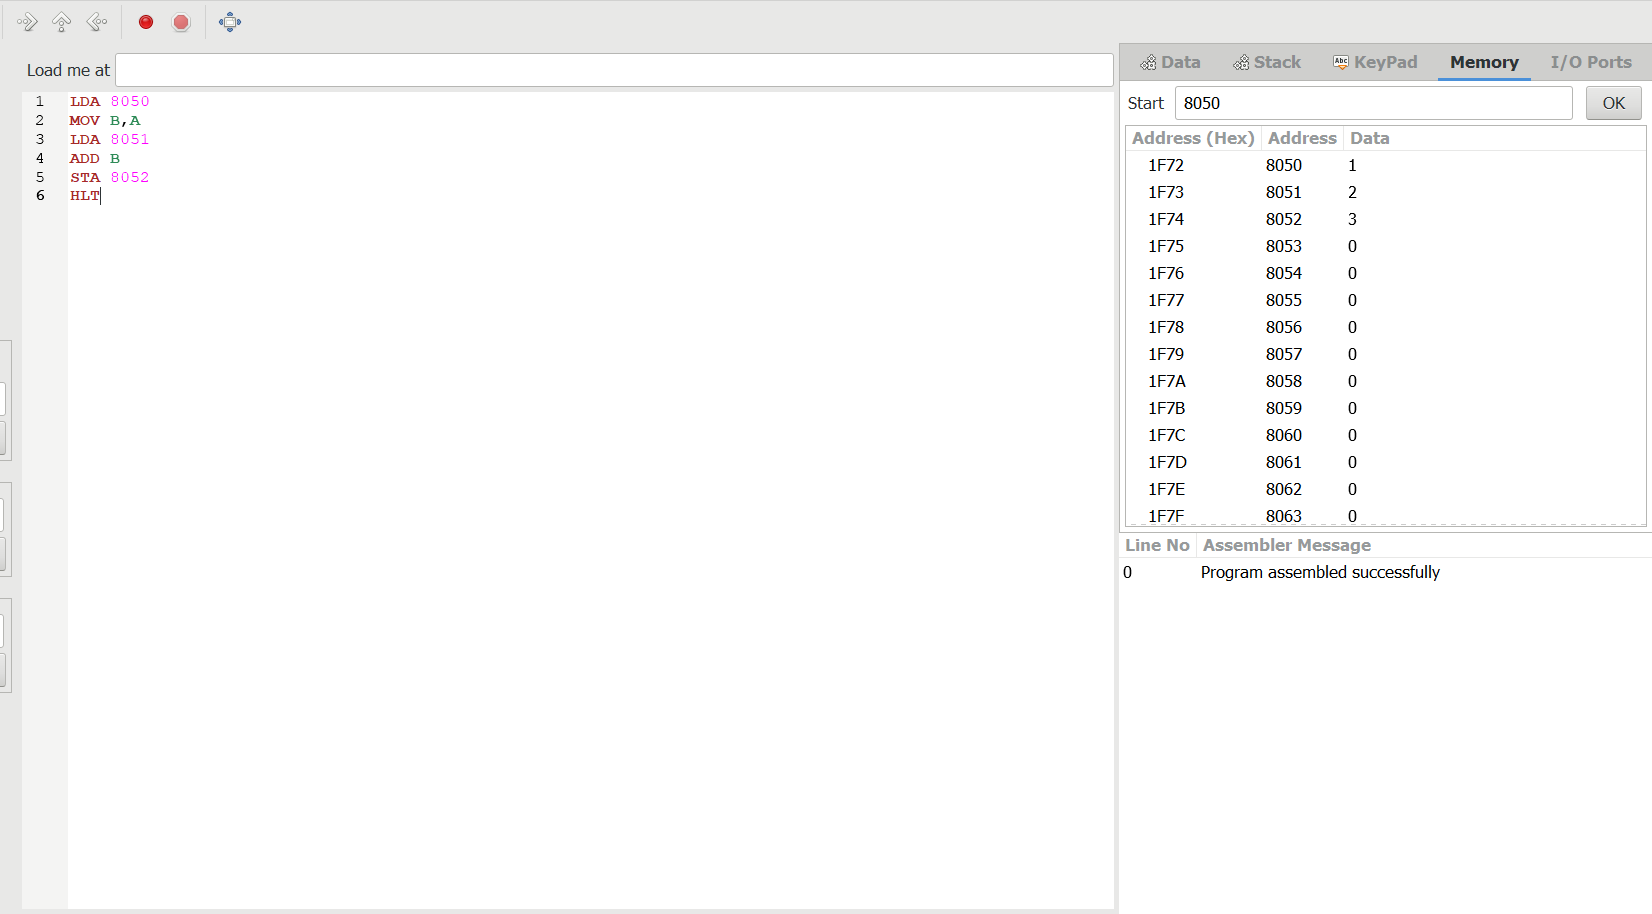 Load me at
1 LDA 8050
2 MOV B,A
3 LDA 8051
4 ADD B
5 STA 8052
6 HLT
Data Stack Abc KeyPad Memory I/O Ports
Start 8050 OK
Address (Hex) Address Data
1F72 8050 1
1F73 8051 2
1F74 8052 3
1F75 8053 0
1F76 8054 0
1F77 8055 0
1F78 8056 0
1F79 8057 0
1F7A 8058 0
1F7B 8059 0
1F7C 8060 0
1F7D 8061 0
1F7E 8062 0
1F7F 8063 0
Line No Assembler Message
0 Program assembled successfully